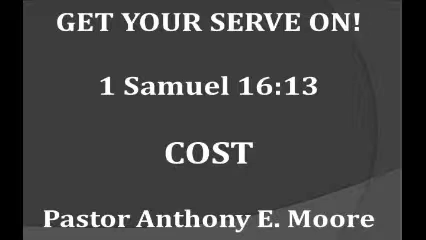 GET YOUR SERVE ON!
1 Samuel 16:13
COST
Pastor Anthony E. Moore